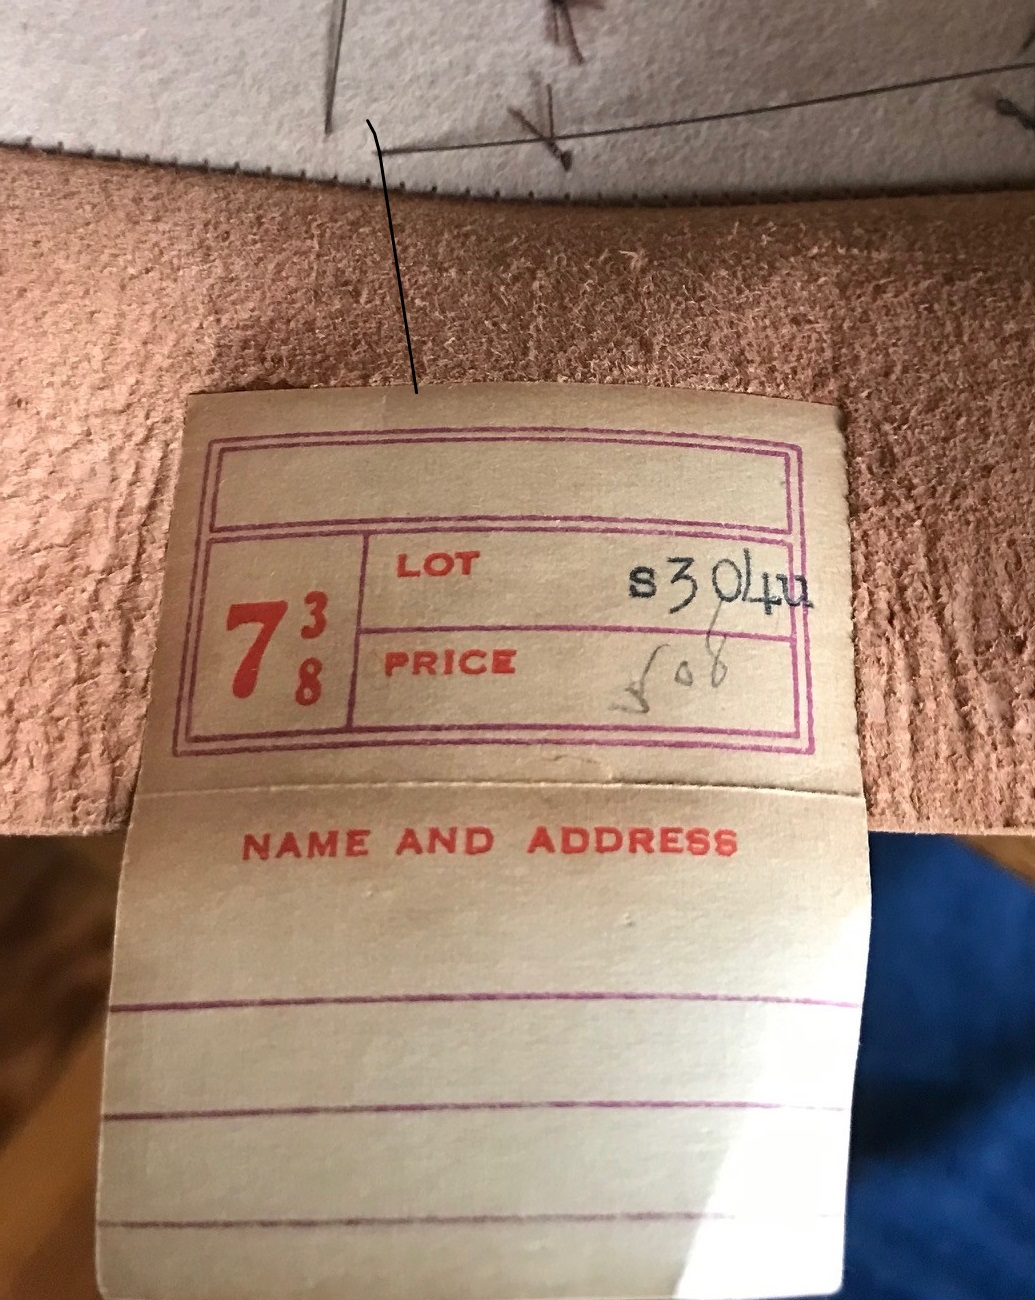 LOT s304u
7 3/8
PRICE
NAME AND ADDRESS